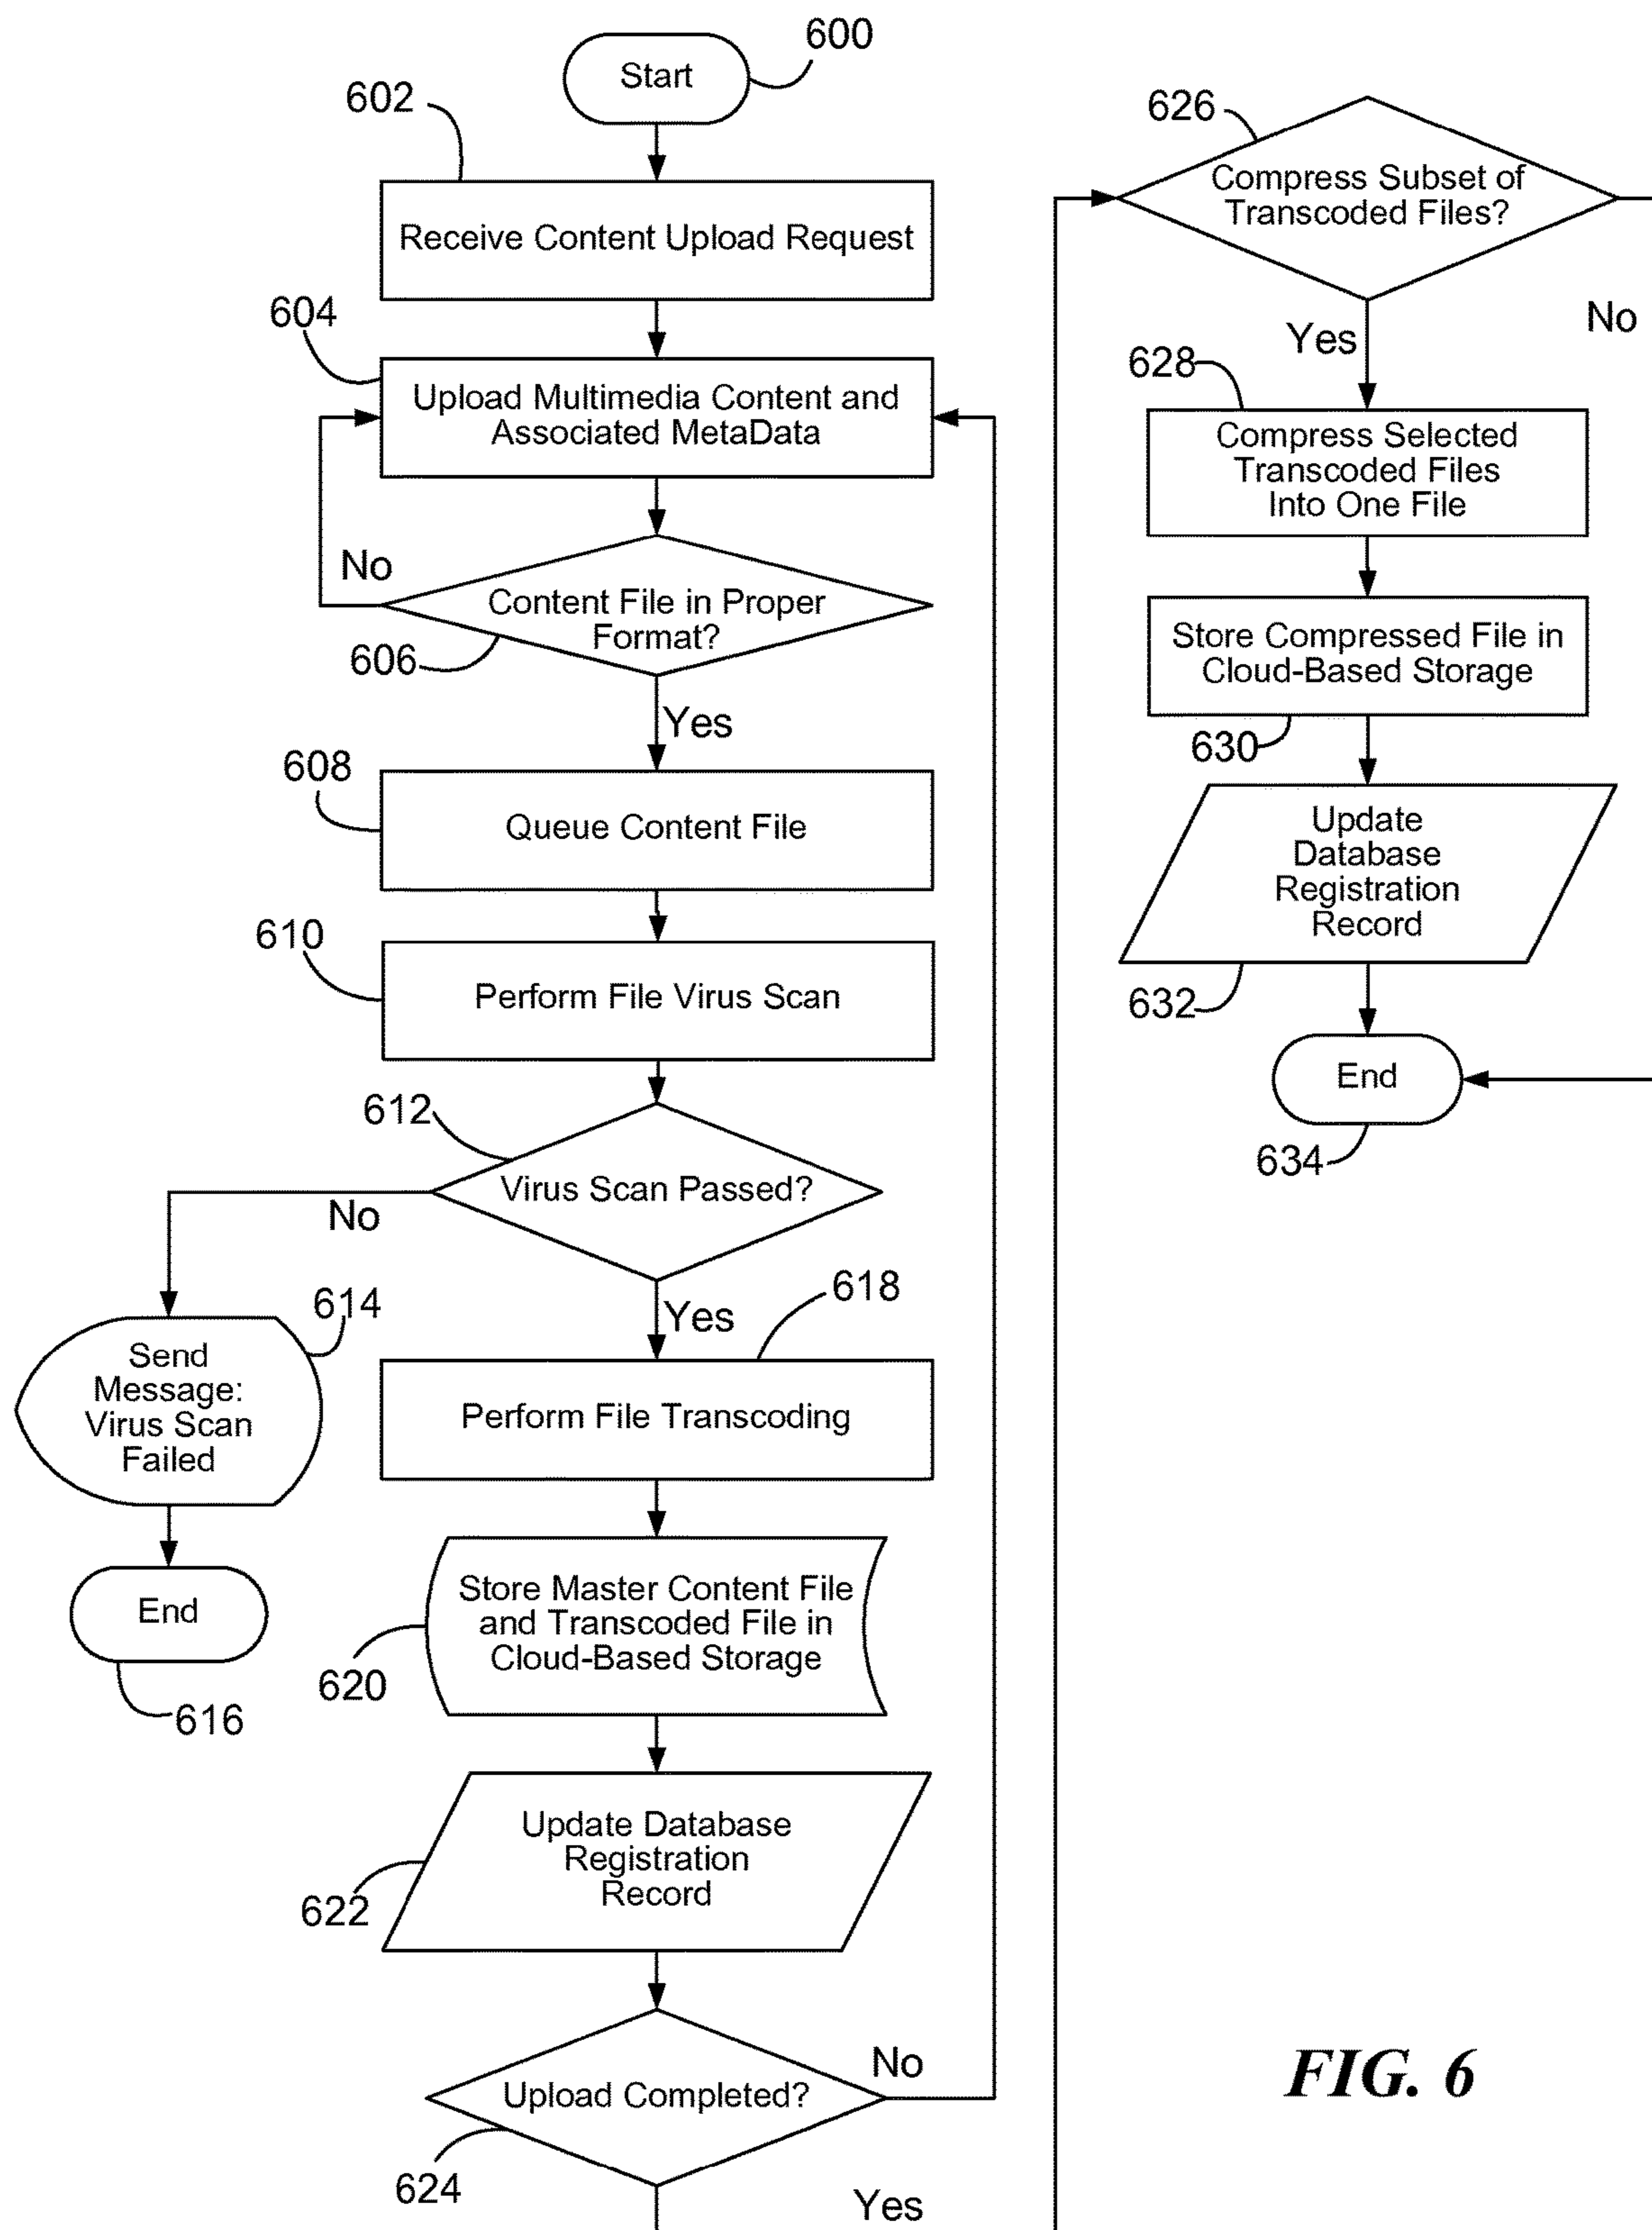 600
Start
602
Receive Content Upload Request
604
Upload Multimedia Content and
Associated MetaData
No
Content File in Proper
Format?
606
Yes
608
Queue Content File
610
Perform File Virus Scan
612
Virus Scan Passed?
No
614
Send
Message:
Virus Scan
Failed
End
616
Yes
618
Perform File Transcoding
Store Master Content File
and Transcoded File in
Cloud-Based Storage
620
Update Database
Registration
Record
622
Upload Completed?
No
624
Yes
626
Compress Subset of
Transcoded Files?
No
Yes
628
Compress Selected
Transcoded Files
Into One File
Store Compressed File in
Cloud-Based Storage
630
Update
Database
Registration
Record
632
End
634
FIG. 6